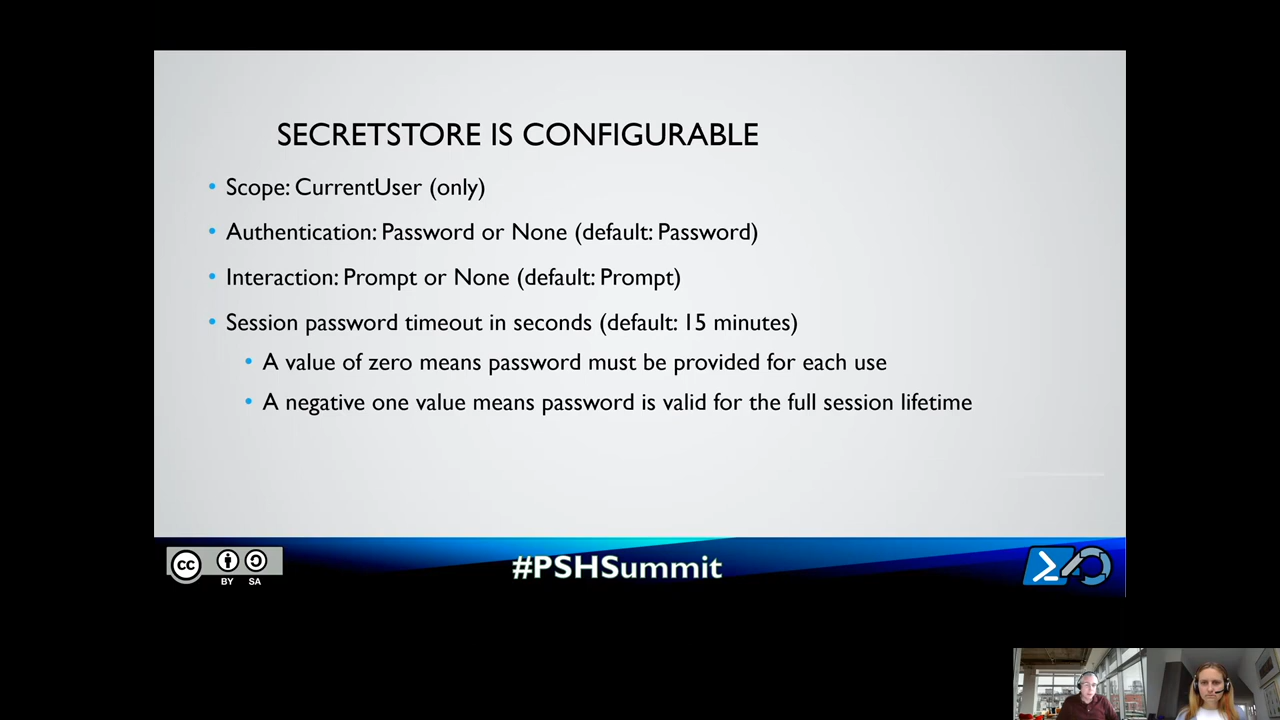 SECRETSTORE IS CONFIGURABLE
• Scope: CurrentUser (only)
• Authentication: Password or None (default: Password)
• Interaction: Prompt or None (default: Prompt)
• Session password timeout in seconds (default: 15 minutes)
• A value of zero means password must be provided for each use
• A negative one value means password is valid for the full session lifetime
cc
BY SA
#PSHSummit